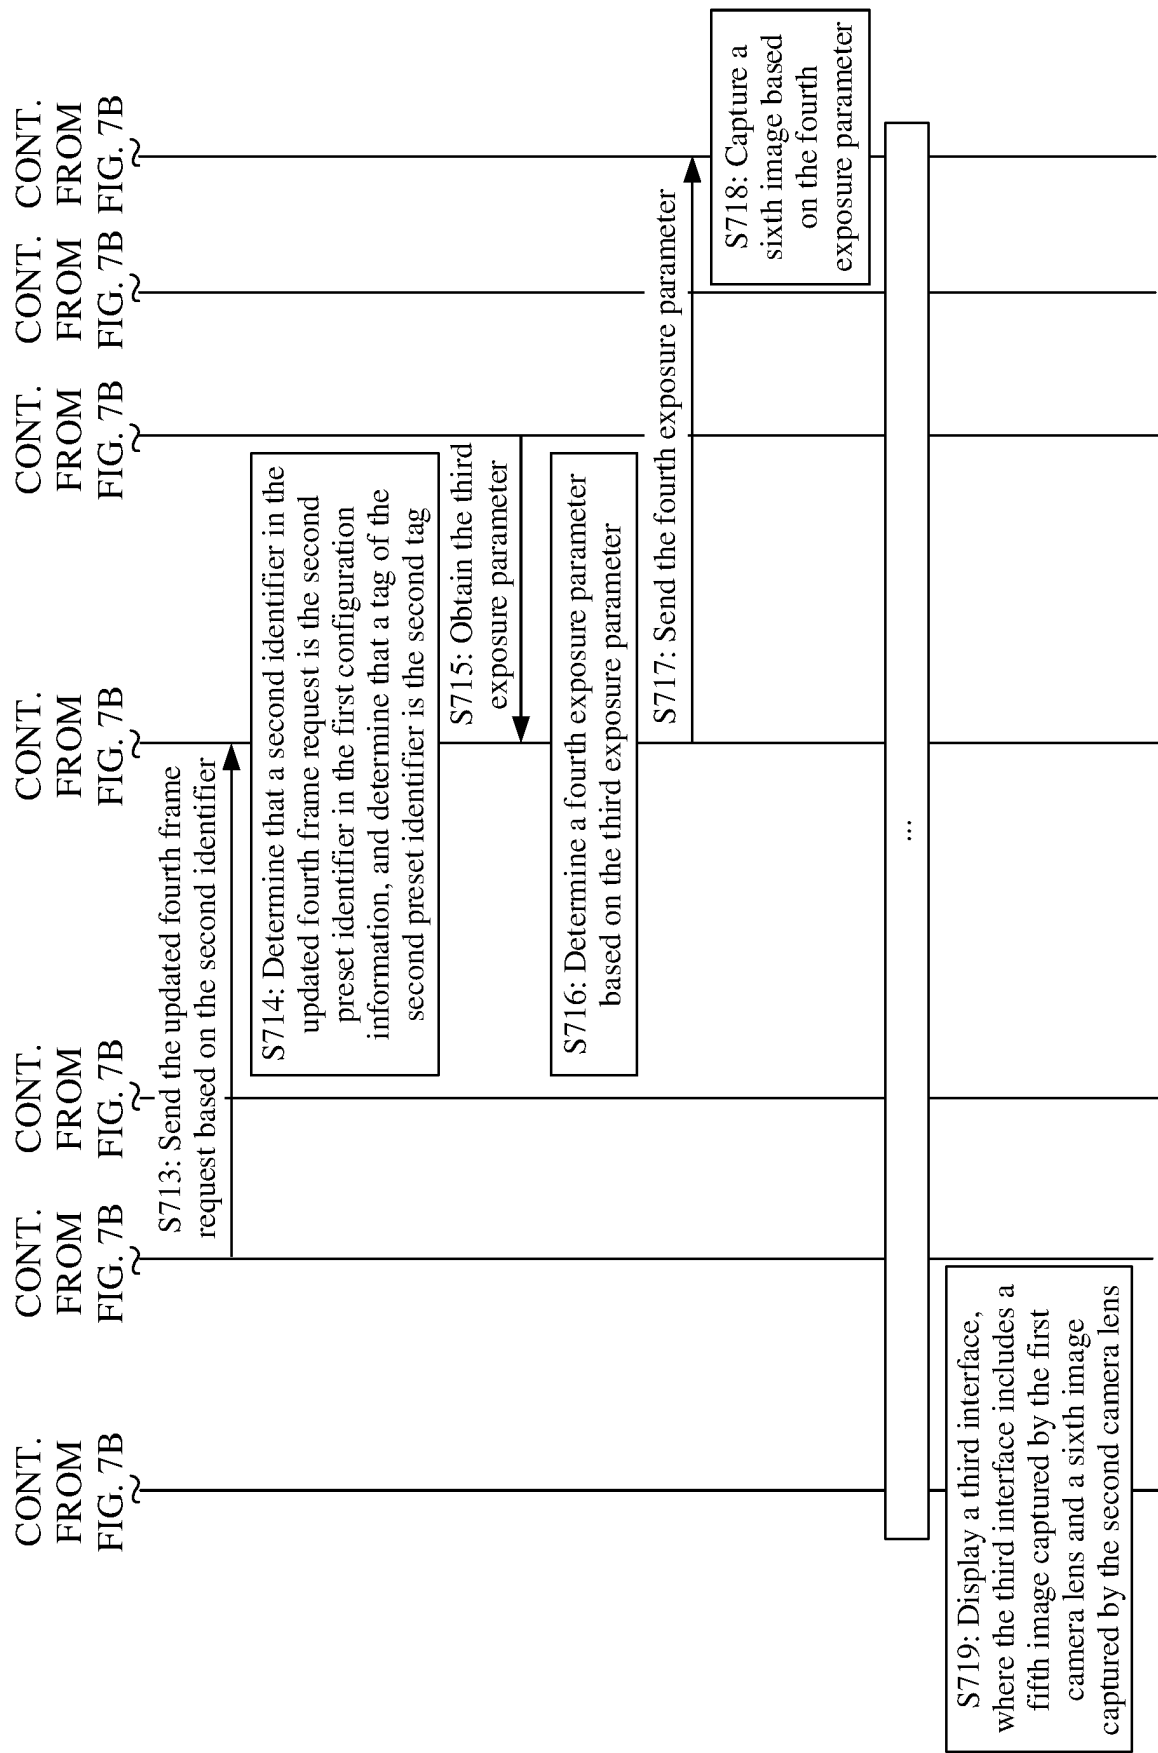 CONT.
FROM
FIG. 7B
CONT.
FROM
FIG. 7B
CONT.
FROM
FIG. 7B
CONT.
FROM
FIG. 7B
CONT.
FROM
FIG. 7B
CONT.
FROM
FIG. 7B
CONT.
FROM
FIG. 7B
S713: Send the updated fourth frame
request based on the second identifier
S714: Determine that a second identifier in the
updated fourth frame request is the second
preset identifier in the first configuration
information, and determine that a tag of the
second preset identifier is the second tag
S715: Obtain the third
exposure parameter
S716: Determine a fourth exposure parameter
based on the third exposure parameter
S717: Send the fourth exposure parameter
S718: Capture a
sixth image based
on the fourth
exposure parameter
...
S719: Display a third interface,
where the third interface includes a
fifth image captured by the first
camera lens and a sixth image
captured by the second camera lens